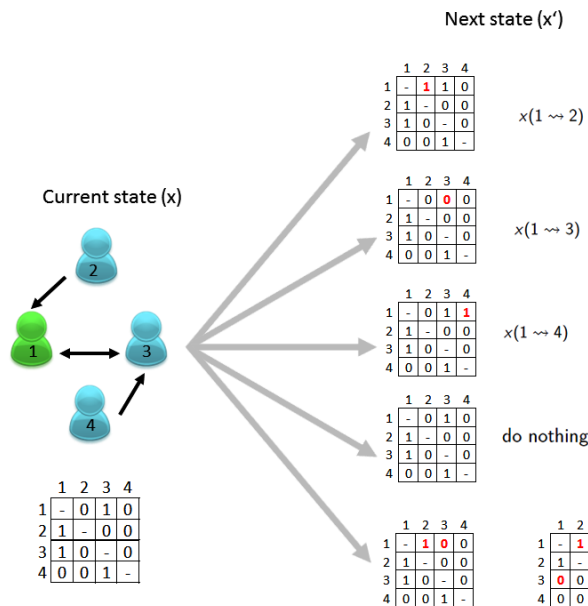 Next state (x‘)
1 2 3 4
1 - 1 1 0
2 1 - 0 0
3 1 0 - 0
4 0 0 1 -
x(1 ⇝ 2)
1 2 3 4
1 - 0 0 0
2 1 - 0 0
3 1 0 - 0
4 0 0 1 -
x(1 ⇝ 3)
1 2 3 4
1 - 0 1 1
2 1 - 0 0
3 1 0 - 0
4 0 0 1 -
x(1 ⇝ 4)
1 2 3 4
1 - 0 1 0
2 1 - 0 0
3 1 0 - 0
4 0 0 1 -
do nothing
1 2 3 4
1 - 1 0 0
2 1 - 0 0
3 1 0 - 0
4 0 0 1 -
1 2
1 - 1
2 1 -
3 0 0
4 0 0
Current state (x)
2
1
3
4
1 2 3 4
1 - 0 1 0
2 1 - 0 0
3 1 0 - 0
4 0 0 1 -